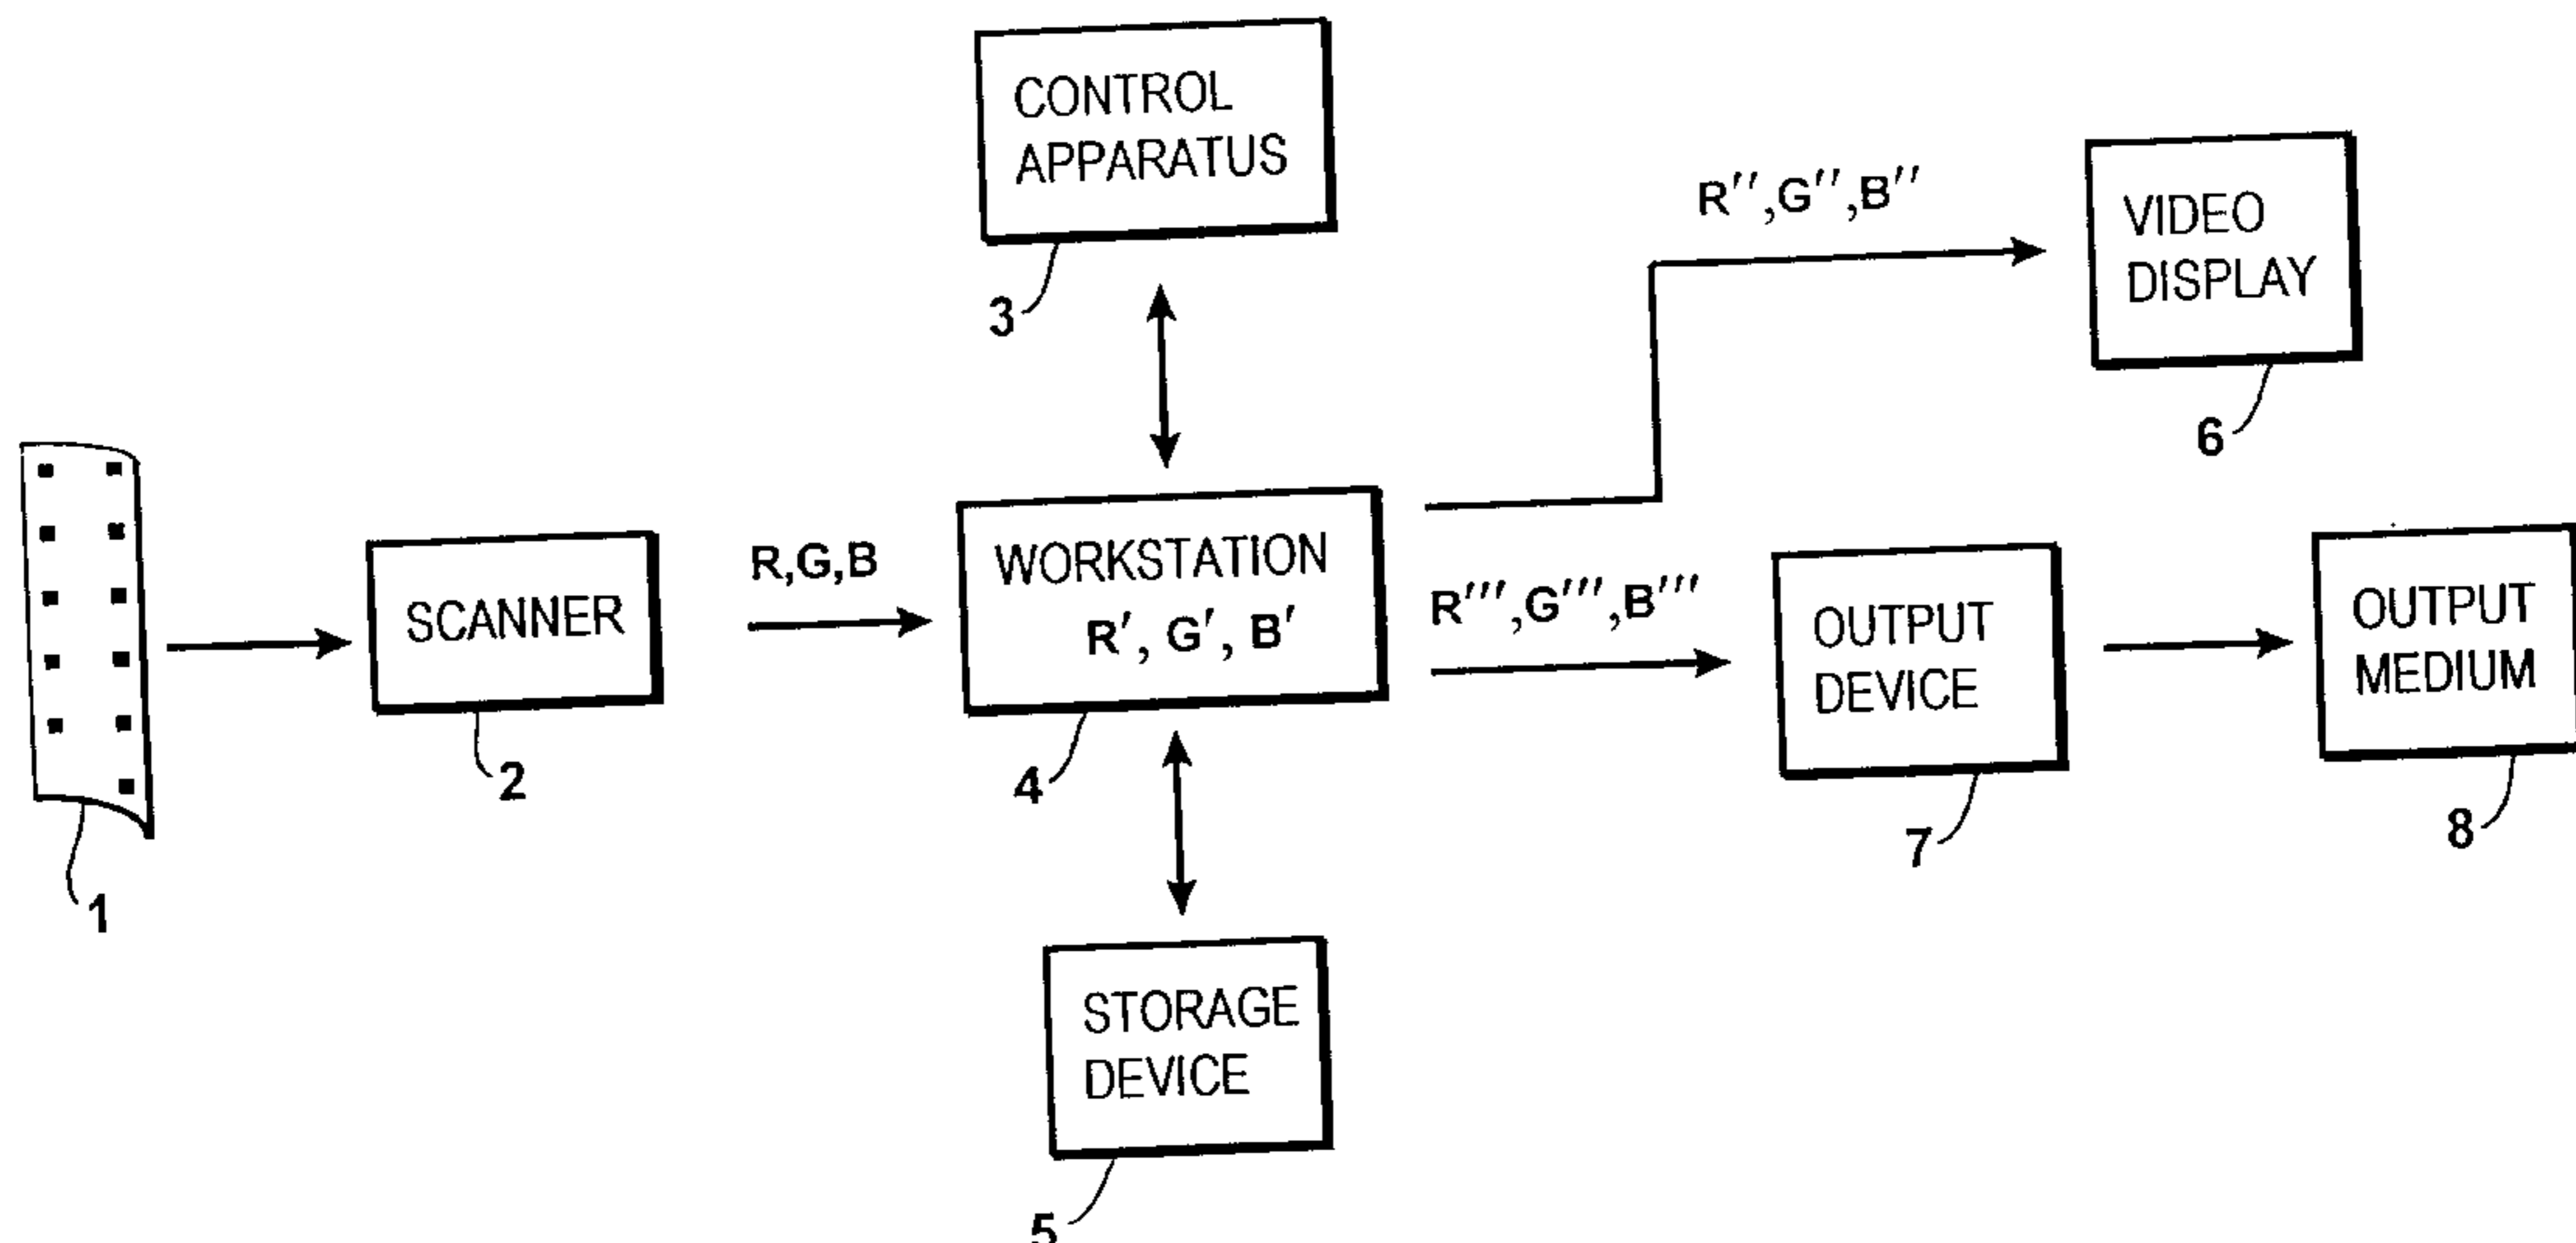 CONTROL
APPARATUS
3
R'',G'',B''
VIDEO
DISPLAY
6
1
SCANNER
2
R,G,B
WORKSTATION
R', G', B'
4
R''',G''',B'''
OUTPUT
DEVICE
7
OUTPUT
MEDIUM
8
STORAGE
DEVICE
5